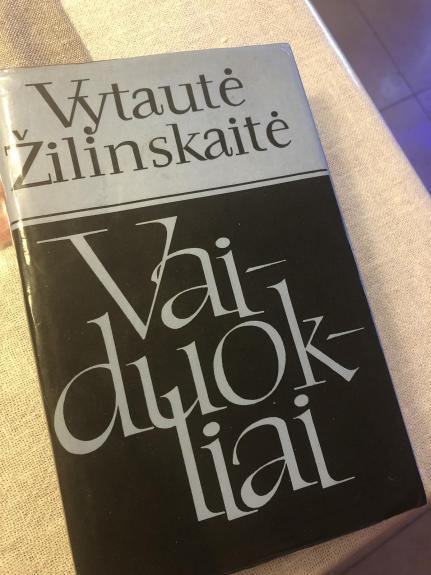 Vytautė
Žilinskaitė
Vai-
duok-
liai